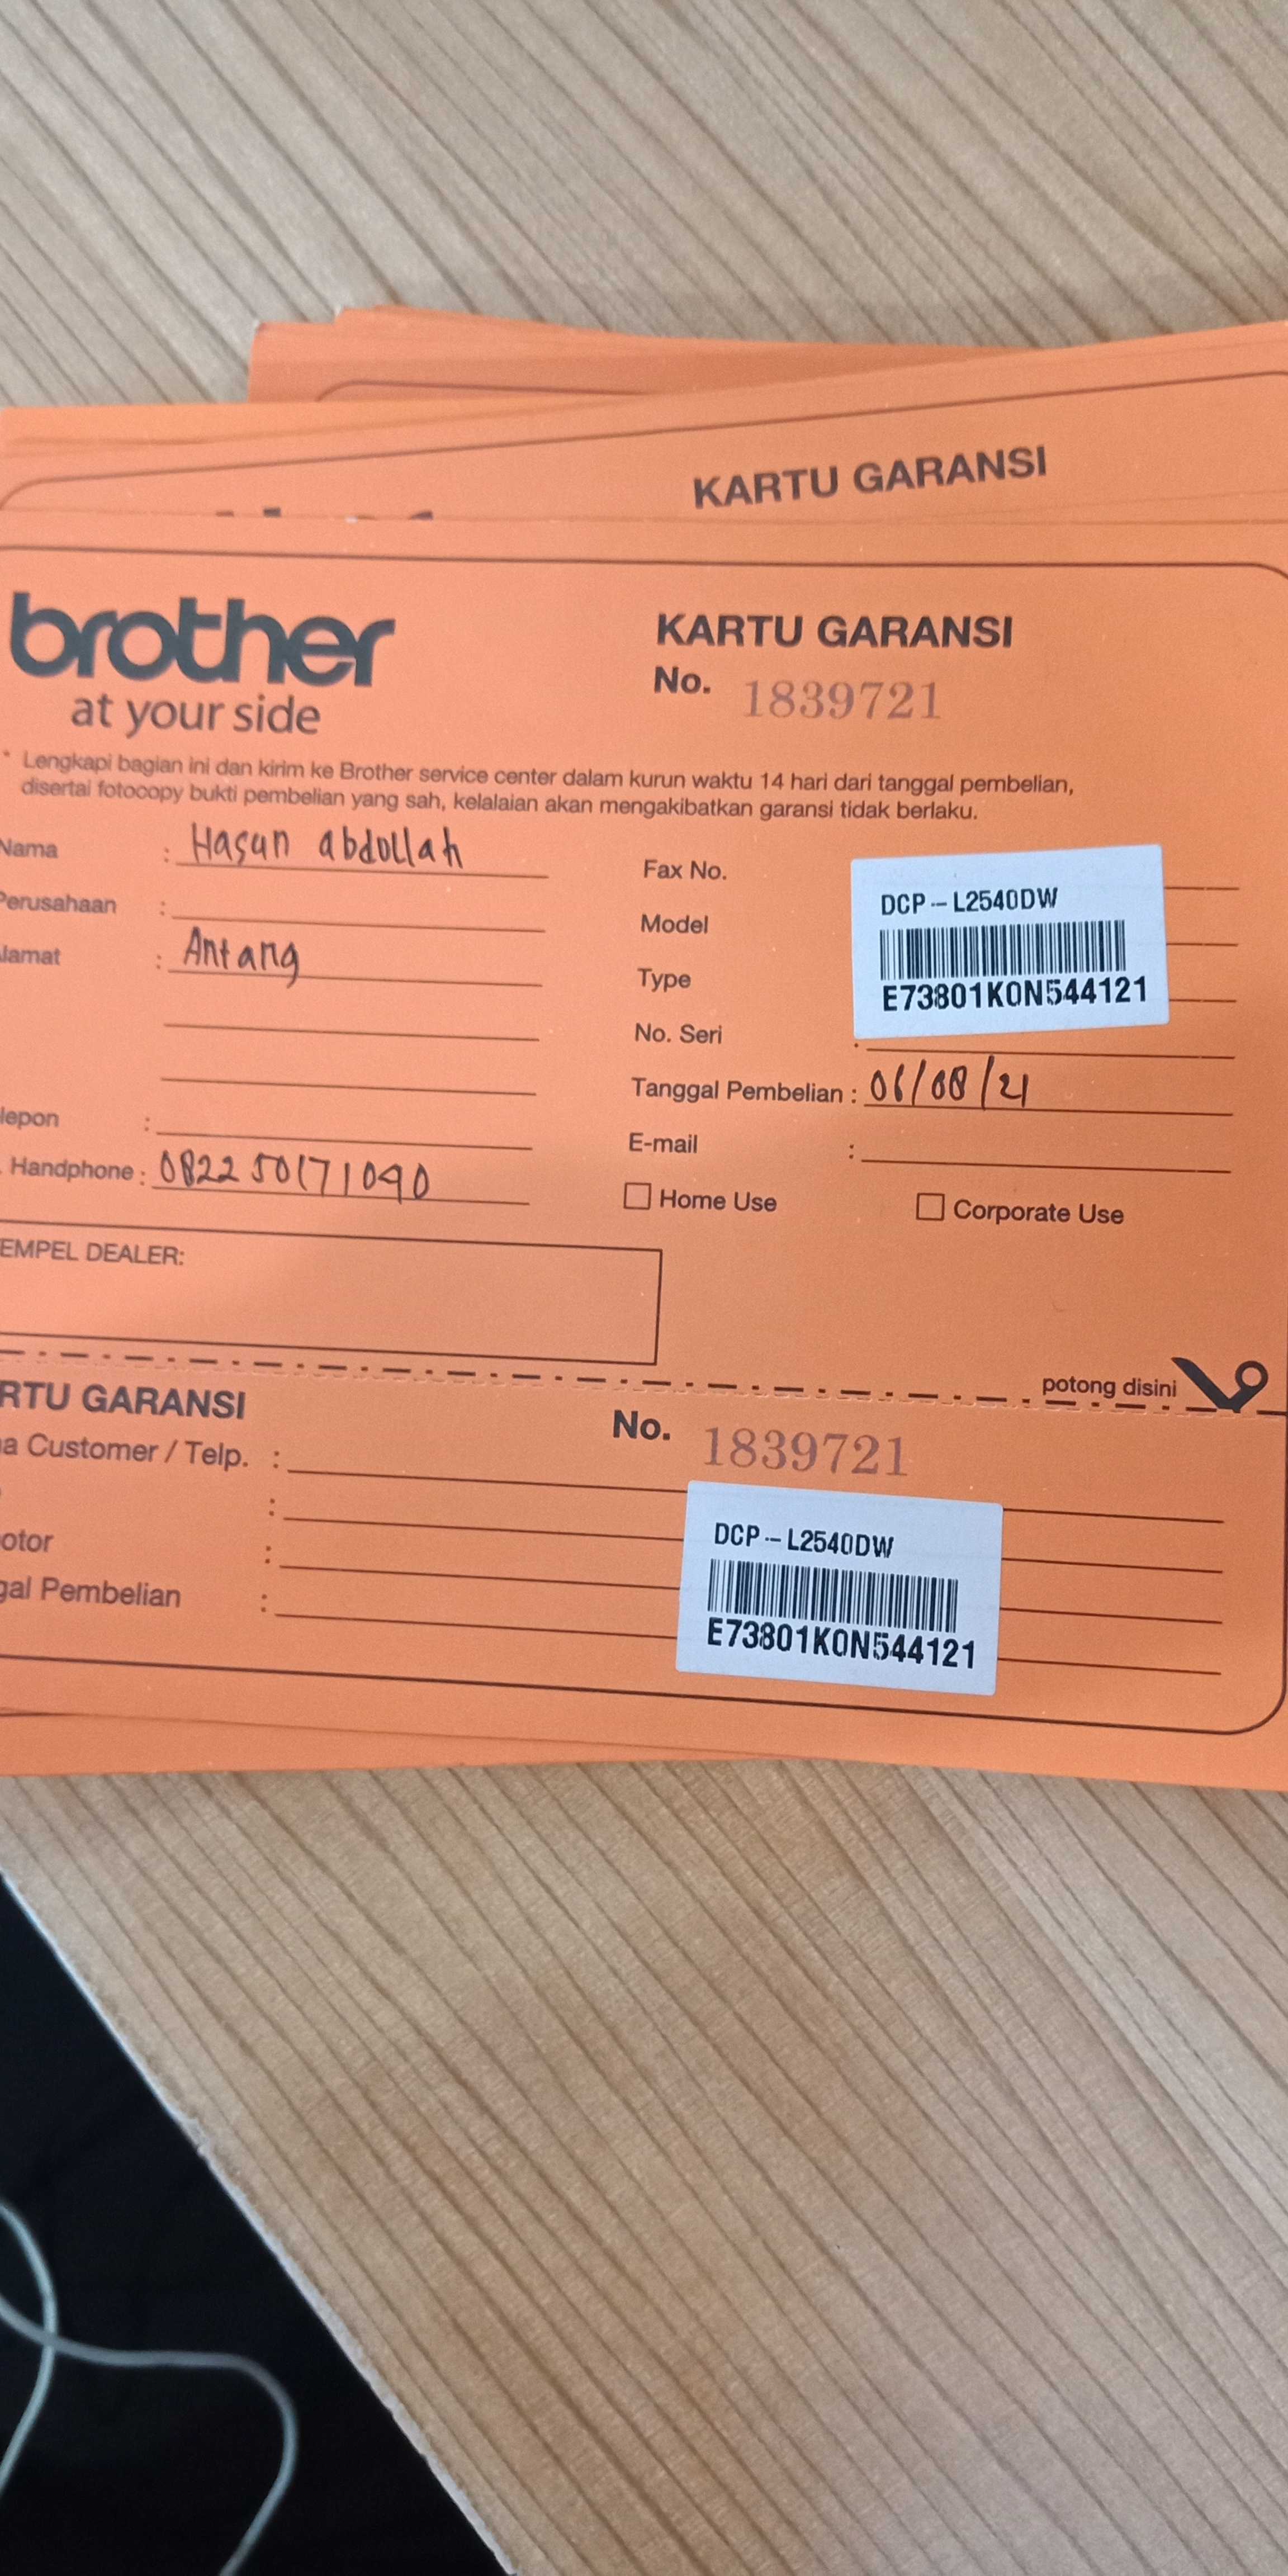 KARTU GARANSI
brother
at your side
KARTU GARANSI
No. 1839721
* Lengkapi bagian ini dan kirim ke Brother service center dalam kurun waktu 14 hari dari tanggal pembelian,
disertai fotocopy bukti pembelian yang sah, kelalaian akan mengakibatkan garansi tidak berlaku.
Nama : Hasan abdullah
Perusahaan :
lamat : Antang
lepon :
. Handphone : 082250171090
Fax No.
Model
Type
No. Seri :
DCP-L2540DW
E73801K0N544121
Tanggal Pembelian : 06/08/21
E-mail :
Home Use Corporate Use
EMPEL DEALER:
potong disini
RTU GARANSI
No. 1839721
a Customer / Telp. :
:
otor :
gal Pembelian :
DCP-L2540DW
E73801K0N544121